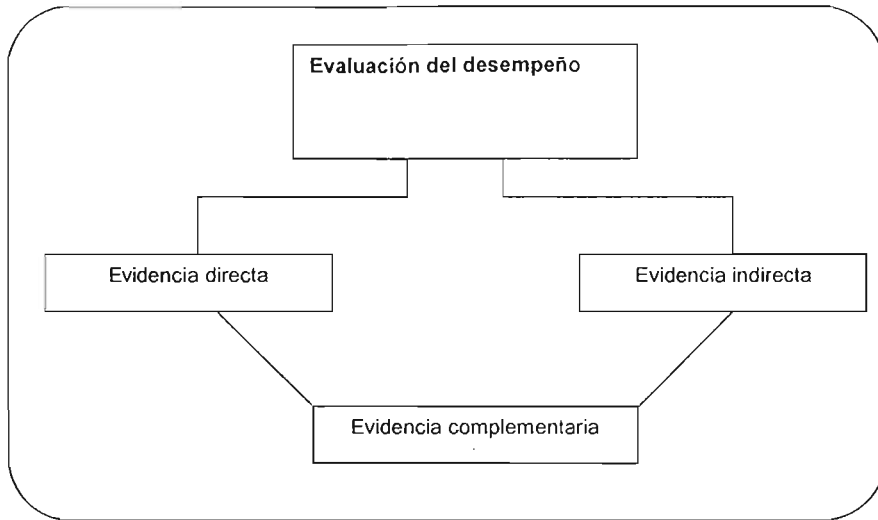 Evaluación del desempeño
Evidencia directa
Evidencia indirecta
Evidencia complementaria